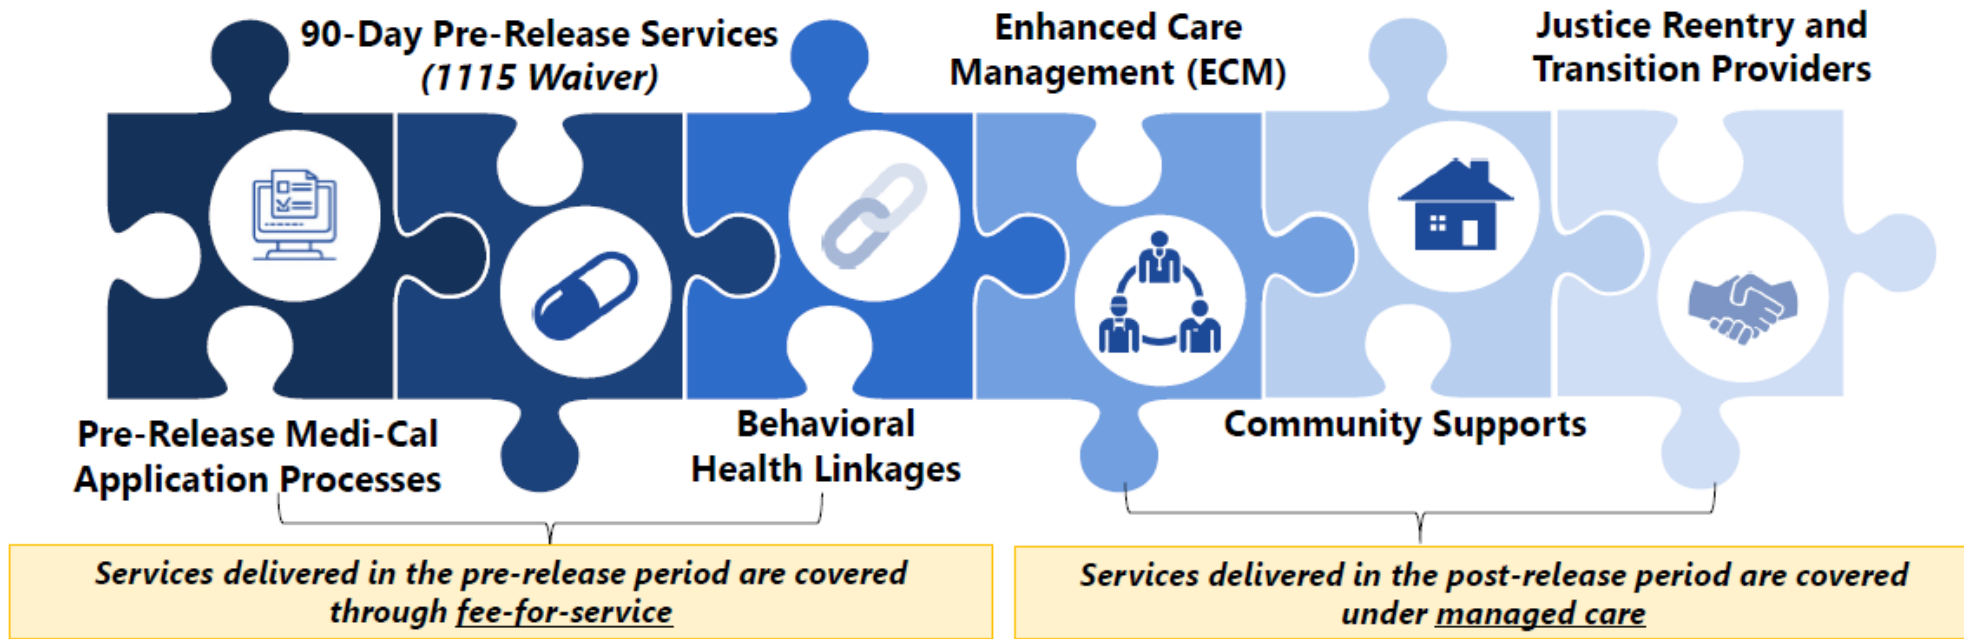 90-Day Pre-Release Services
(1115 Waiver)
Enhanced Care
Management (ECM)
Justice Reentry and
Transition Providers
Pre-Release Medi-Cal
Application Processes
Behavioral
Health Linkages
Community Supports
Services delivered in the pre-release period are covered
through fee-for-service
Services delivered in the post-release period are covered
under managed care